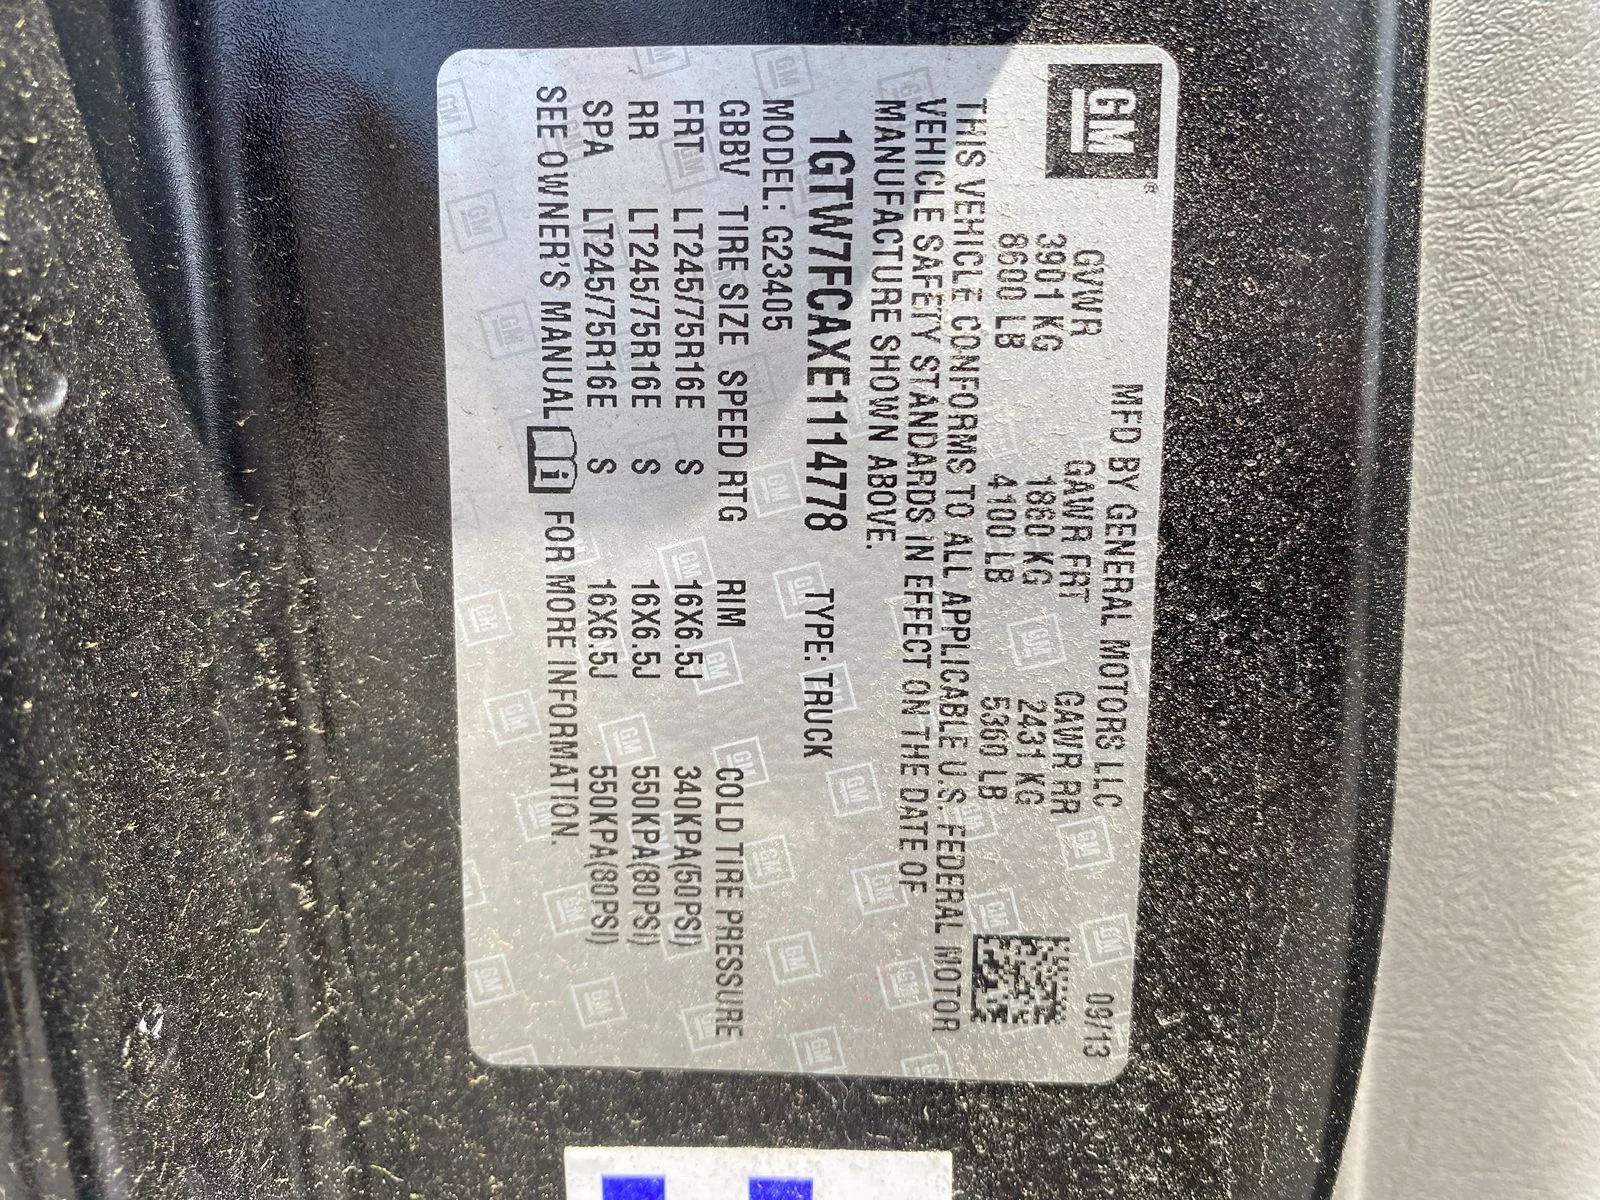 GM ®
MFD BY GENERAL MOTORS LLC 09/13
GVWR GAWR FRT GAWR RR
3901 KG 1860 KG 2431 KG
8600 LB 4100 LB 5360 LB
THIS VEHICLE CONFORMS TO ALL APPLICABLE U.S. FEDERAL MOTOR
VEHICLE SAFETY STANDARDS IN EFFECT ON THE DATE OF
MANUFACTURE SHOWN ABOVE.
1GTW7FCAXE1114778 TYPE: TRUCK
MODEL: G23405
GBBV TIRE SIZE SPEED RTG RIM COLD TIRE PRESSURE
FRT LT245/75R16E S 16X6.5J 340KPA(50PSI)
RR LT245/75R16E S 16X6.5J 550KPA(80PSI)
SPA LT245/75R16E S 16X6.5J 550KPA(80PSI)
SEE OWNER'S MANUAL i FOR MORE INFORMATION.